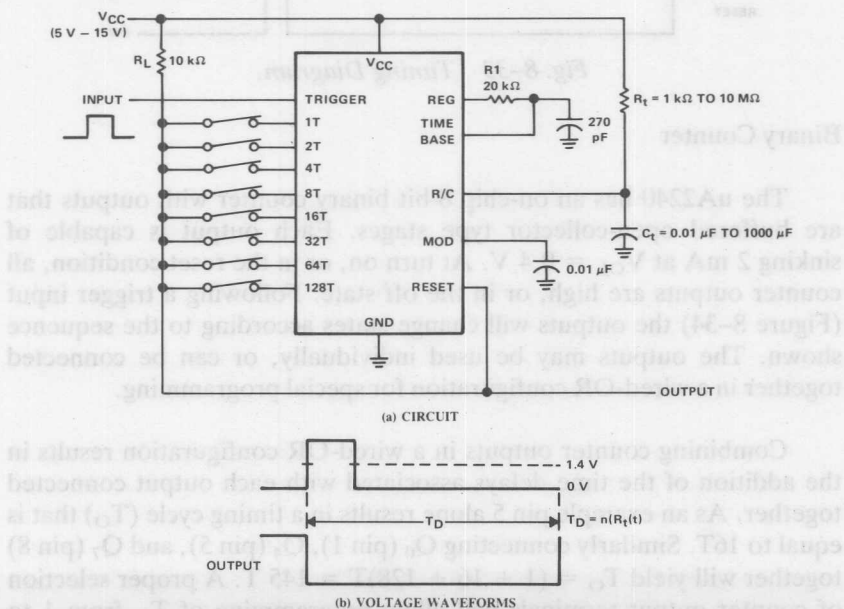 RESET
Fig. 8–33 Timing Diagram.
VCC
(5 V – 15 V)
RL
10 kΩ
VCC
R1
20 kΩ
INPUT
TRIGGER
REG
Rt = 1 kΩ TO 10 MΩ
1T
TIME
BASE
270
pF
2T
4T
8T
R/C
16T
Ct = 0.01 µF TO 1000 µF
32T
MOD
64T
0.01 µF
128T
RESET
GND
OUTPUT
(a) CIRCUIT
1.4 V
0 V
TD
TD = n(Rt(t)
OUTPUT
(b) VOLTAGE WAVEFORMS
Binary Counter
The uA2240 has an on-chip 8-bit binary counter with outputs that
are buffered open-collector type stages. Each output is capable of
sinking 2 mA at 0.4 V. At turn on, or in the reset condition, all
counter outputs are high, or in the off state. Following a trigger input
(Figure 8–34) the outputs will change states according to the sequence
shown. The outputs may be used individually, or can be connected
together in a wired-OR configuration for special programming.
Combining counter outputs in a wired-OR configuration results in
the addition of the time delays associated with each output connected
together. As an example pin 5 alone results in a timing cycle (Tcy) that is
equal to 16T. Similarly connecting Q0 (pin 1), (pin 5), and Q7 (pin 8)
together will yield Tcy = (1 + 16 + 128)T = 145 T. A proper selection